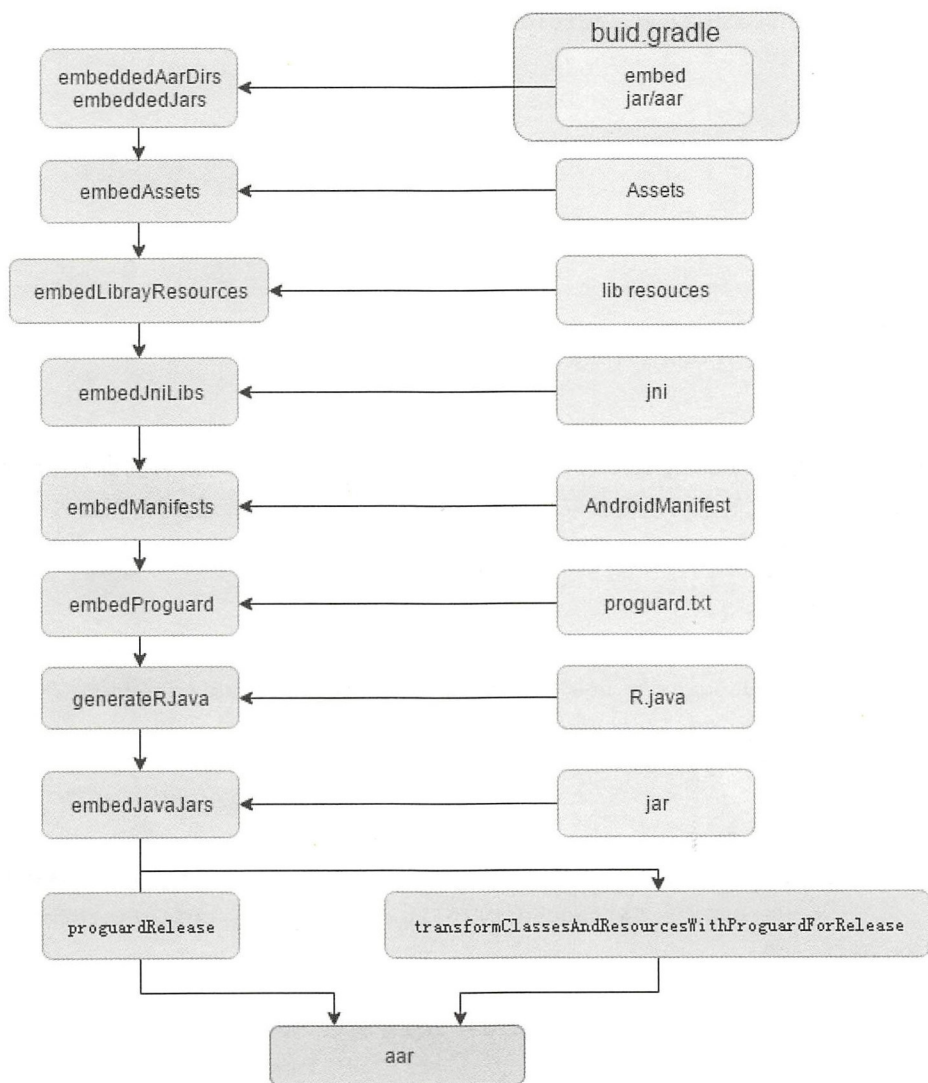 buid.gradle
embeddedAarDirs
embeddedJars
embed
jar/aar
embedAssets
Assets
embedLibrayResources
lib resouces
embedJniLibs
jni
embedManifests
AndroidManifest
embedProguard
proguard.txt
generateRJava
R.java
embedJavaJars
jar
proguardRelease
transformClassesAndResourcesWithProguardForRelease
aar